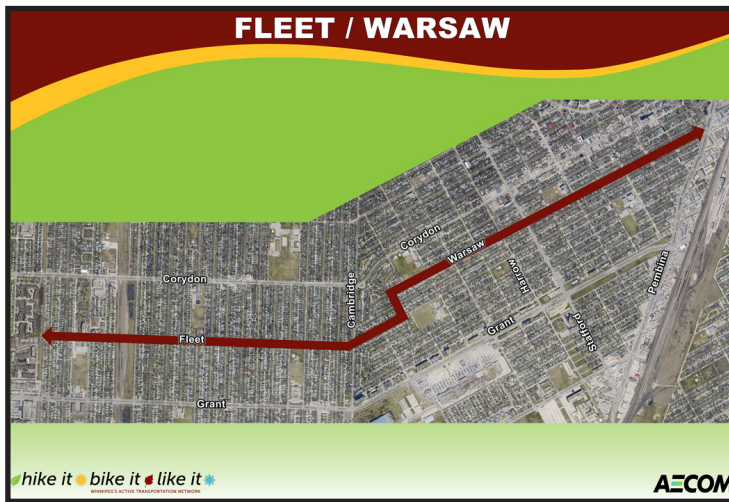 FLEET / WARSAW
Corydon
Warsaw
Harrow
Pembina
Corydon
Cambridge
Grant
Stafford
Fleet
Grant
hike it bike it like it
WINNIPEG'S ACTIVE TRANSPORTATION NETWORK
AECOM